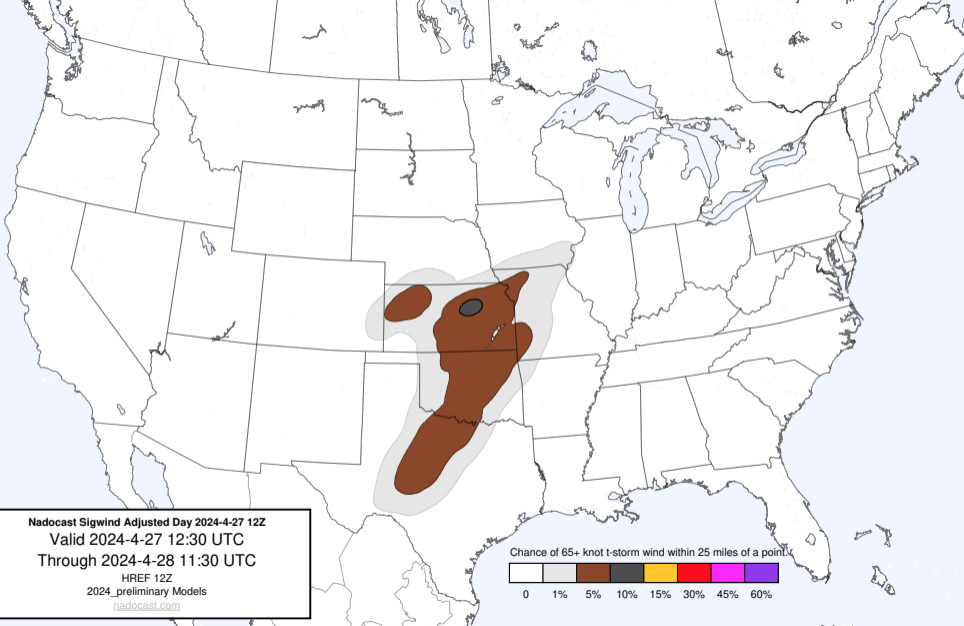 Nadocast Sigwind Adjusted Day 2024-4-27 12Z
Valid 2024-4-27 12:30 UTC
Through 2024-4-28 11:30 UTC
HREF 12Z
2024_preliminary Models
nadocast.com
Chance of 65+ knot t-storm wind within 25 miles of a point.
0 1% 5% 10% 15% 30% 45% 60%